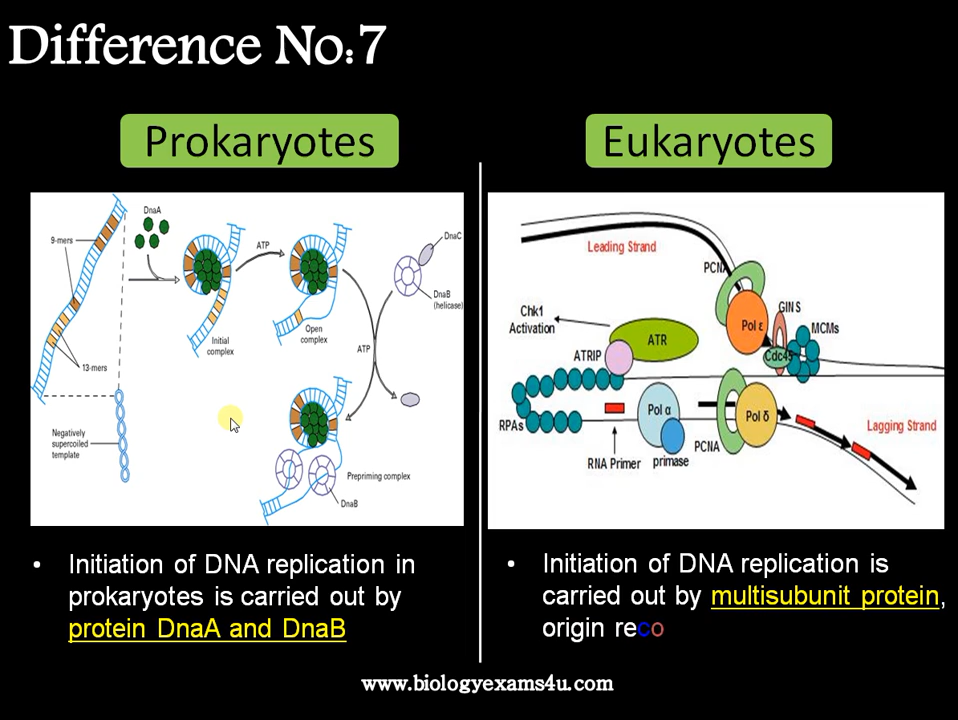 Difference No:7
Prokaryotes
Eukaryotes
DnaA
9-mers
13-mers
Negatively
supercoiled
template
Initial
complex
ATP
Open
complex
DnaC
DnaB
(helicase)
ATP
Prepriming complex
DnaB
Leading Strand
PCNA
Chk1
Activation
ATR
ATRIP
Pol ε
GINS
MCMs
Cdc45
RPAs
Pol α
PCNA
Pol δ
Lagging Strand
RNA Primer
primase
• Initiation of DNA replication in
prokaryotes is carried out by
protein DnaA and DnaB
• Initiation of DNA replication is
carried out by multisubunit protein,
origin reco
www.biologyexams4u.com